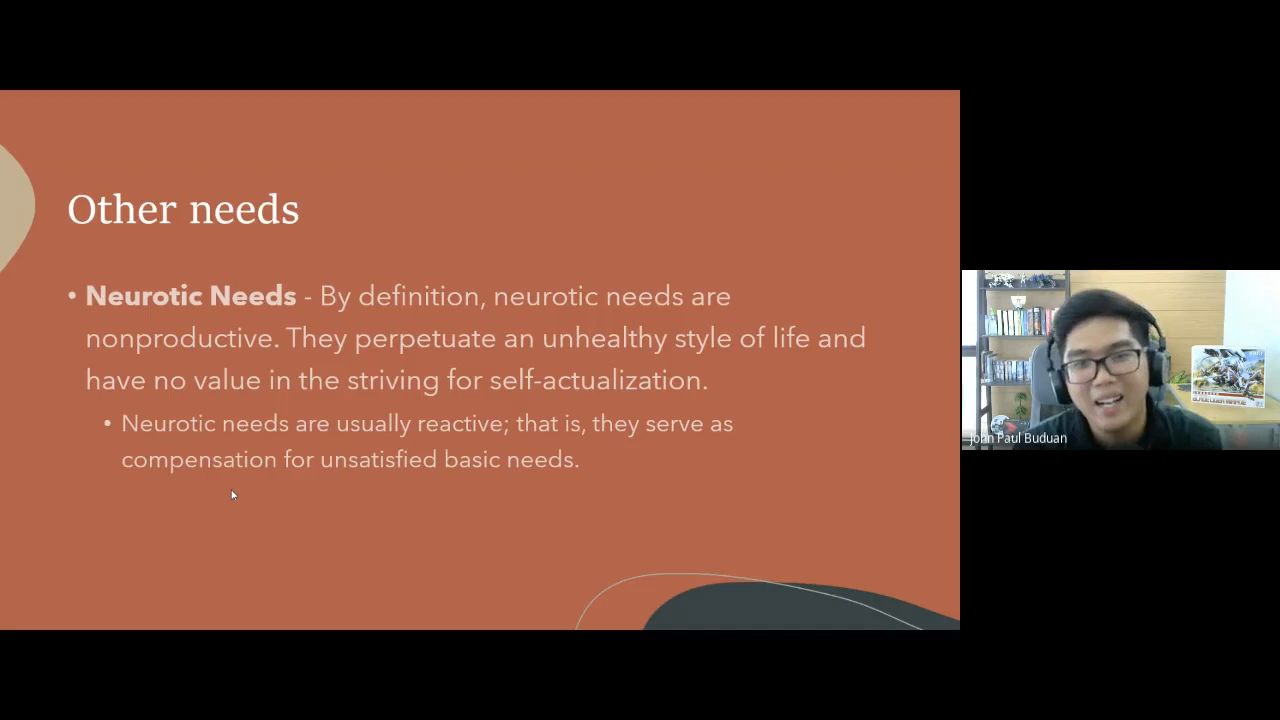 Other needs
• Neurotic Needs - By definition, neurotic needs are
nonproductive. They perpetuate an unhealthy style of life and
have no value in the striving for self-actualization.
• Neurotic needs are usually reactive; that is, they serve as
compensation for unsatisfied basic needs.
John Paul Buduan